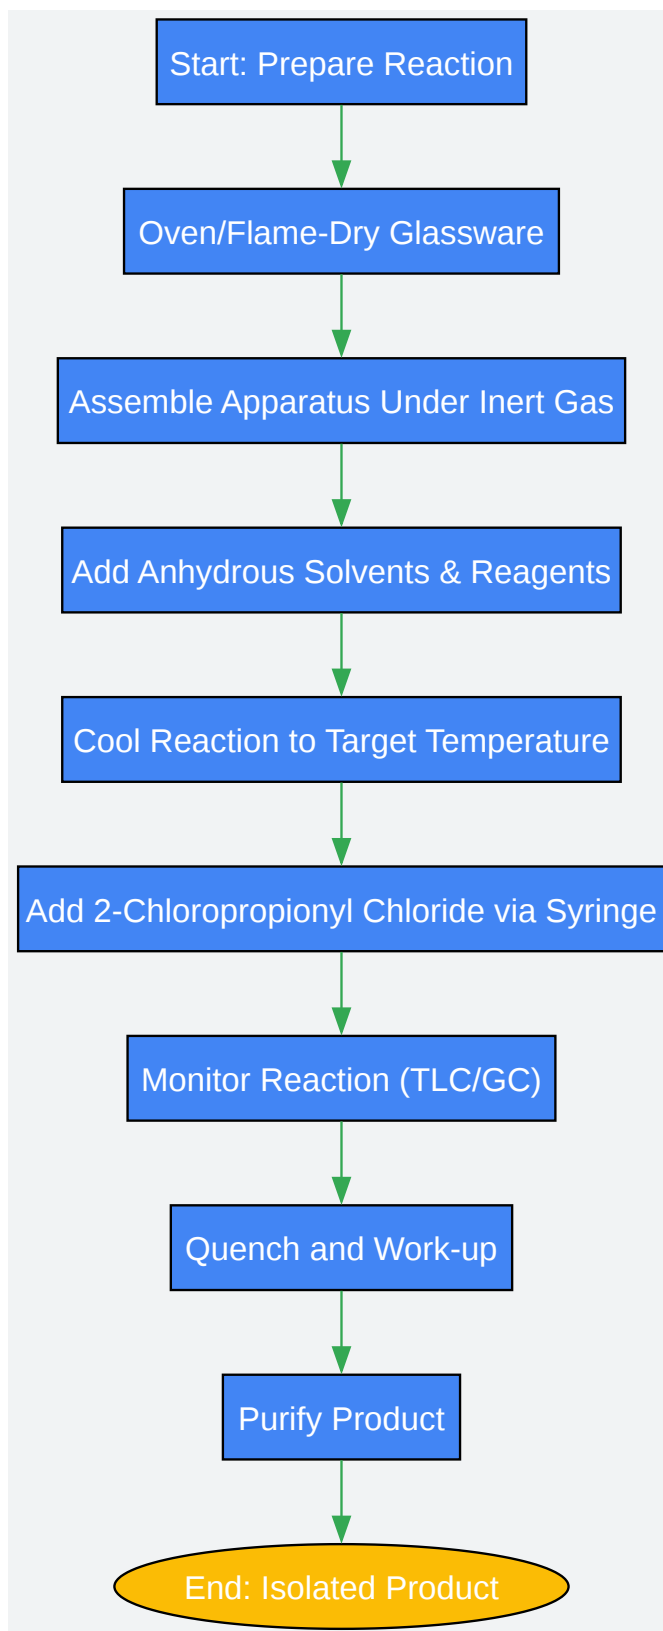 Start: Prepare Reaction
Oven/Flame-Dry Glassware
Assemble Apparatus Under Inert Gas
Add Anhydrous Solvents & Reagents
Cool Reaction to Target Temperature
Add 2-Chloropropionyl Chloride via Syringe
Monitor Reaction (TLC/GC)
Quench and Work-up
Purify Product
End: Isolated Product